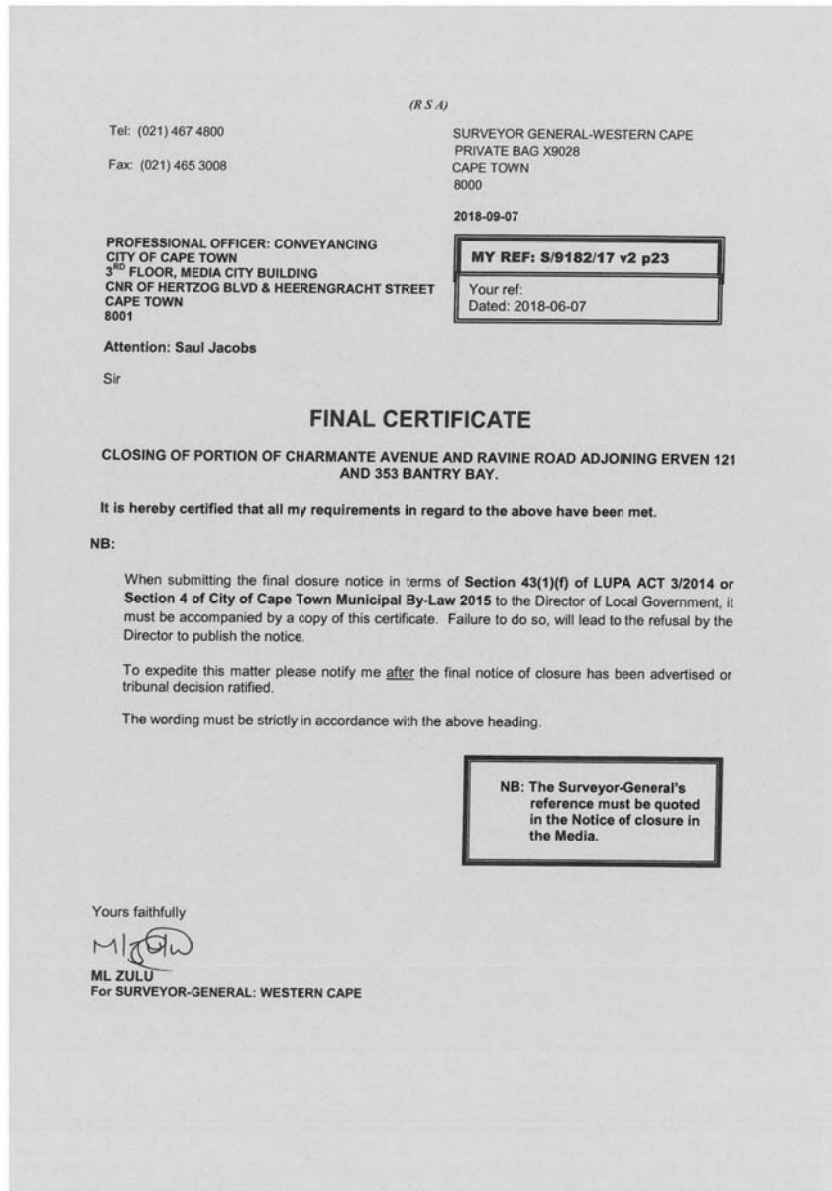 (R S A)
Tel: (021) 467 4800
Fax: (021) 465 3008
SURVEYOR GENERAL-WESTERN CAPE
PRIVATE BAG X9028
CAPE TOWN
8000
2018-09-07
PROFESSIONAL OFFICER: CONVEYANCING
CITY OF CAPE TOWN
3RD FLOOR, MEDIA CITY BUILDING
CNR OF HERTZOG BLVD & HEERENGRACHT STREET
CAPE TOWN
8001
MY REF: S/9182/17 v2 p23
Your ref:
Dated: 2018-06-07
Attention: Saul Jacobs
Sir
FINAL CERTIFICATE
CLOSING OF PORTION OF CHARMANTE AVENUE AND RAVINE ROAD ADJOINING ERVEN 121
AND 353 BANTRY BAY.
It is hereby certified that all my requirements in regard to the above have been met.
NB:
When submitting the final closure notice in terms of Section 43(1)(f) of LUPA ACT 3/2014 or
Section 4 of City of Cape Town Municipal By-Law 2015 to the Director of Local Government, it
must be accompanied by a copy of this certificate. Failure to do so, will lead to the refusal by the
Director to publish the notice.
To expedite this matter please notify me after the final notice of closure has been advertised or
tribunal decision ratified.
The wording must be strictly in accordance with the above heading.
NB: The Surveyor-General's
reference must be quoted
in the Notice of closure in
the Media.
Yours faithfully
ML ZULU
For SURVEYOR-GENERAL: WESTERN CAPE